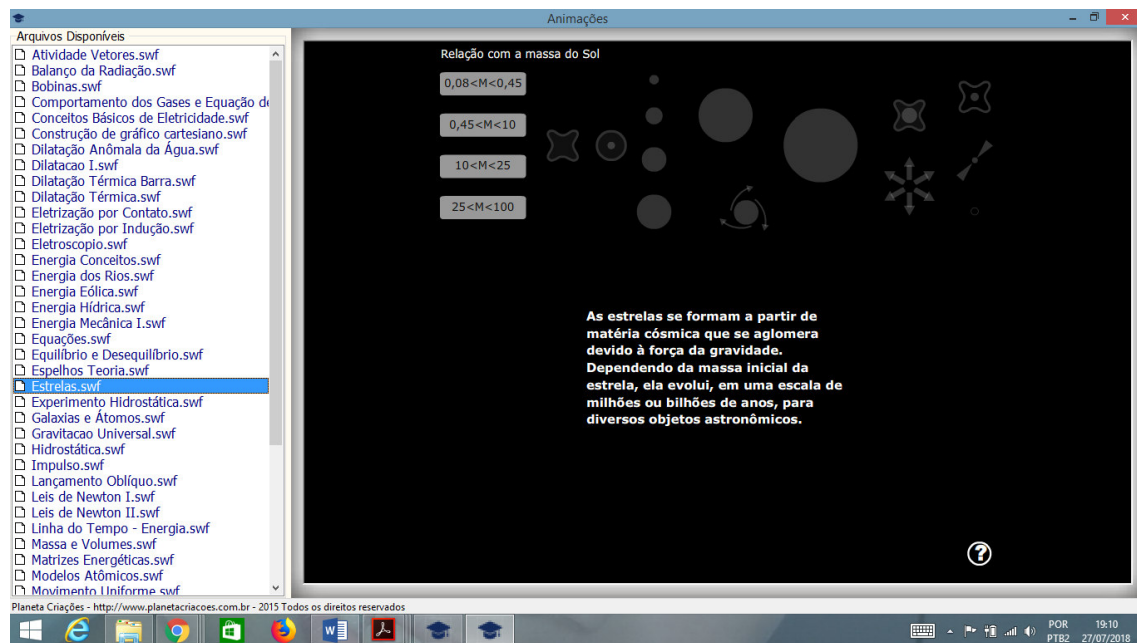 Animações
Arquivos Disponíveis
Atividade Vetores.swf
Balanço da Radiação.swf
Bobinas.swf
Comportamento dos Gases e Equação de
Conceitos Básicos de Eletricidade.swf
Construção de gráfico cartesiano.swf
Dilatação Anômala da Água.swf
Dilatacao I.swf
Dilatação Térmica Barra.swf
Dilatação Térmica.swf
Eletrização por Contato.swf
Eletrização por Indução.swf
Eletroscopio.swf
Energia Conceitos.swf
Energia dos Rios.swf
Energia Eólica.swf
Energia Hídrica.swf
Energia Mecânica I.swf
Equações.swf
Equilíbrio e Desequilíbrio.swf
Espelhos Teoria.swf
Estrelas.swf
Experimento Hidrostática.swf
Galaxias e Átomos.swf
Gravitacao Universal.swf
Hidrostática.swf
Impulso.swf
Lançamento Oblíquo.swf
Leis de Newton I.swf
Leis de Newton II.swf
Linha do Tempo - Energia.swf
Massa e Volumes.swf
Matrizes Energéticas.swf
Modelos Atômicos.swf
Movimento Uniforme.swf
Relação com a massa do Sol
0,08<M<0,45
0,45<M<10
10<M<25
25<M<100
As estrelas se formam a partir de
matéria cósmica que se aglomera
devido à força da gravidade.
Dependendo da massa inicial da
estrela, ela evolui, em uma escala de
milhões ou bilhões de anos, para
diversos objetos astronômicos.
?
Planeta Criações - http://www.planetacriacoes.com.br - 2015 Todos os direitos reservados
POR 19:10
PTB2 27/07/2018